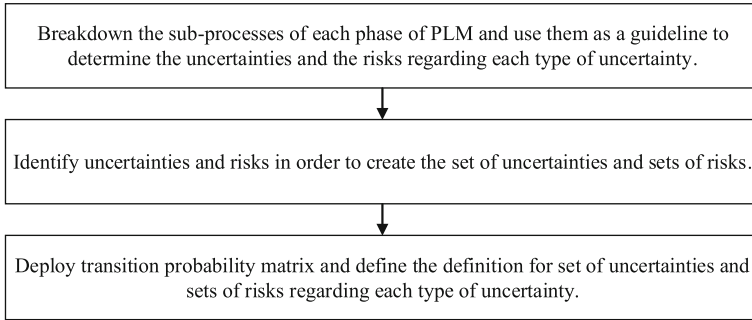 Breakdown the sub-processes of each phase of PLM and use them as a guideline to
determine the uncertainties and the risks regarding each type of uncertainty.
Identify uncertainties and risks in order to create the set of uncertainties and sets of risks.
Deploy transition probability matrix and define the definition for set of uncertainties and
sets of risks regarding each type of uncertainty.